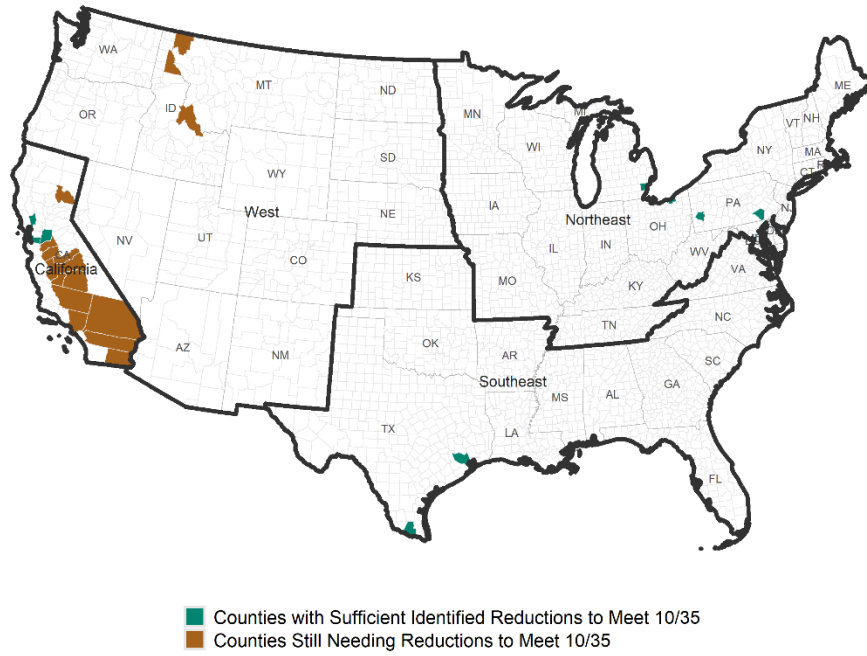 WA
MT
ND
MN
MI
ME
OR
ID
VT
NH
WI
NY
MA
SD
CT
WY
IA
PA
NJ
NE
West
Northeast
OH
NV
UT
IL
IN
CO
WV
CA
California
KS
MO
KY
VA
TN
NC
AZ
NM
OK
AR
SC
Southeast
MS
AL
GA
TX
LA
FL
Counties with Sufficient Identified Reductions to Meet 10/35
Counties Still Needing Reductions to Meet 10/35